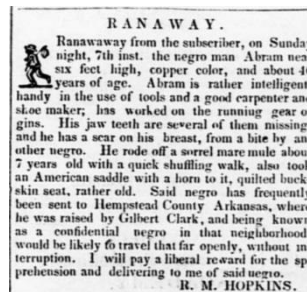 RANAWAY.
Ranawaay from the subscriber, on Sunda
night, 7th inst. the negro man Abram nea
six feet high, copper color, and about 4
years of age. Abram is rather intelligent
handy in the use of tools and a good carpenter an
shoe maker; has worked on the running gear o
gins. His jaw teeth are several of them missing
and he has a scar on his breast, from a bite by an
other negro. He rode off a sorrel mare mule abou
7 years old with a quick shuffling walk, also took
an American saddle with a horn to it, quilted buck
skin seat, rather old. Said negro has frequentl
been sent to Hempstead County Arkansas, wher
he was raised by Gilbert Clark, and being known
as a confidential negro in that neighborhood
would be likely to travel that far openly, without in
terruption. I will pay a liberal reward for the ap
prehension and delivering to me of said negro.
R. M. HOPKINS.